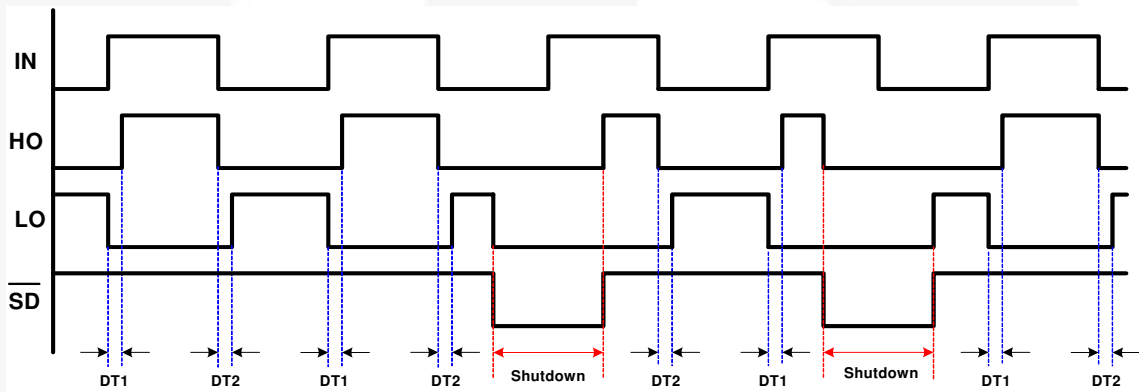 IN
HO
LO
SD
DT1 DT2 DT1 DT2 Shutdown DT2 DT1 Shutdown DT1 DT2